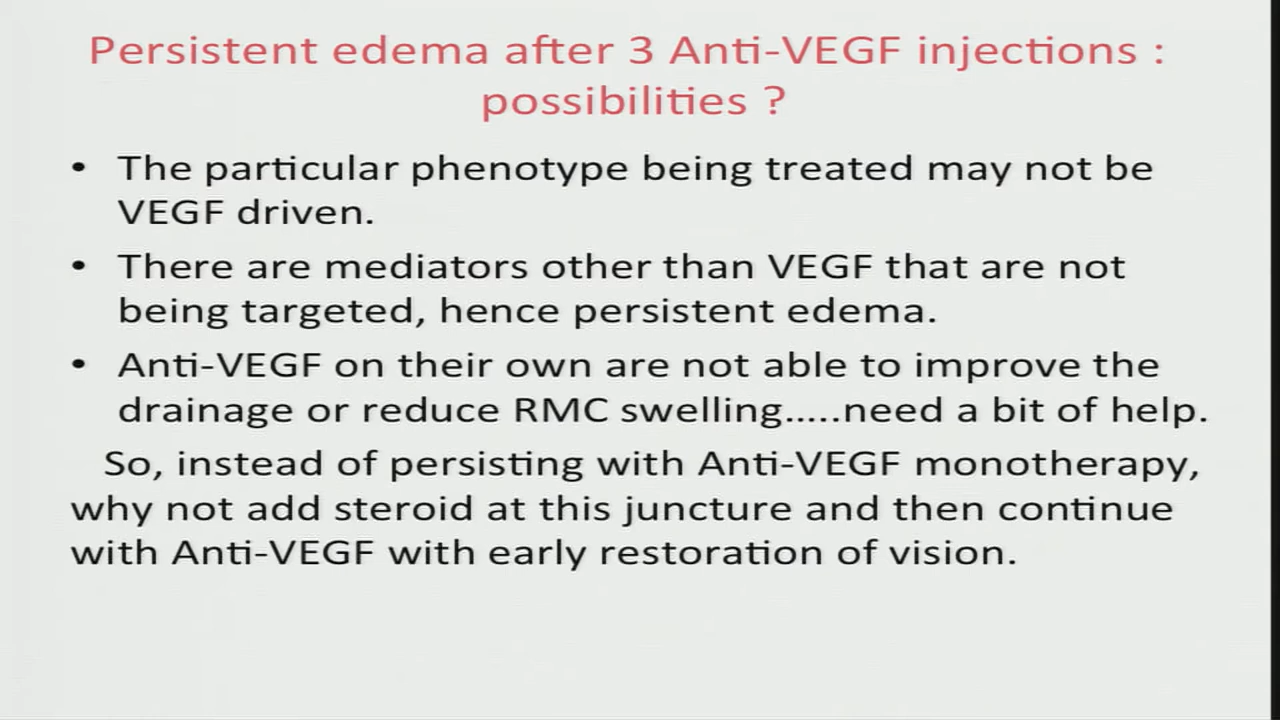 Persistent edema after 3 Anti-VEGF injections :
possibilities ?
• The particular phenotype being treated may not be
VEGF driven.
• There are mediators other than VEGF that are not
being targeted, hence persistent edema.
• Anti-VEGF on their own are not able to improve the
drainage or reduce RMC swelling.....need a bit of help.
So, instead of persisting with Anti-VEGF monotherapy,
why not add steroid at this juncture and then continue
with Anti-VEGF with early restoration of vision.